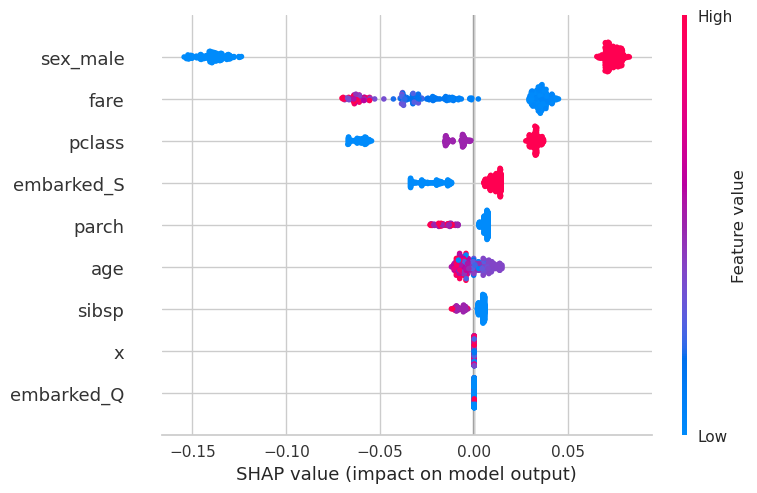 High
sex_male
fare
pclass
embarked_S
parch
age
sibsp
x
embarked_Q
Feature value
Low
−0.15 −0.10 −0.05 0.00 0.05
SHAP value (impact on model output)